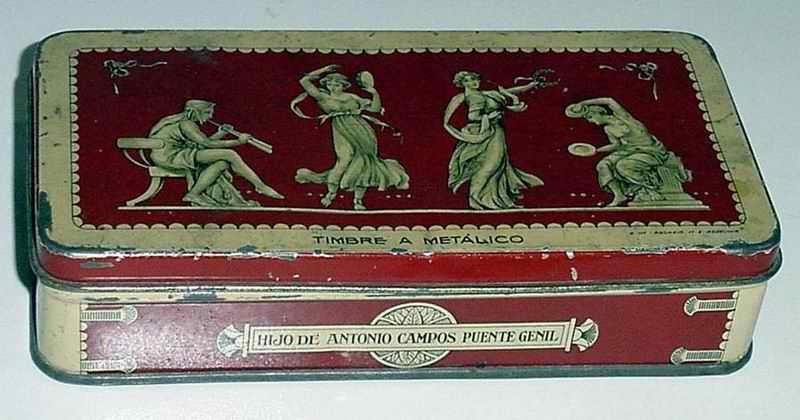 TIMBRE A METÁLICO
HIJO DE ANTONIO CAMPOS PUENTE GENIL